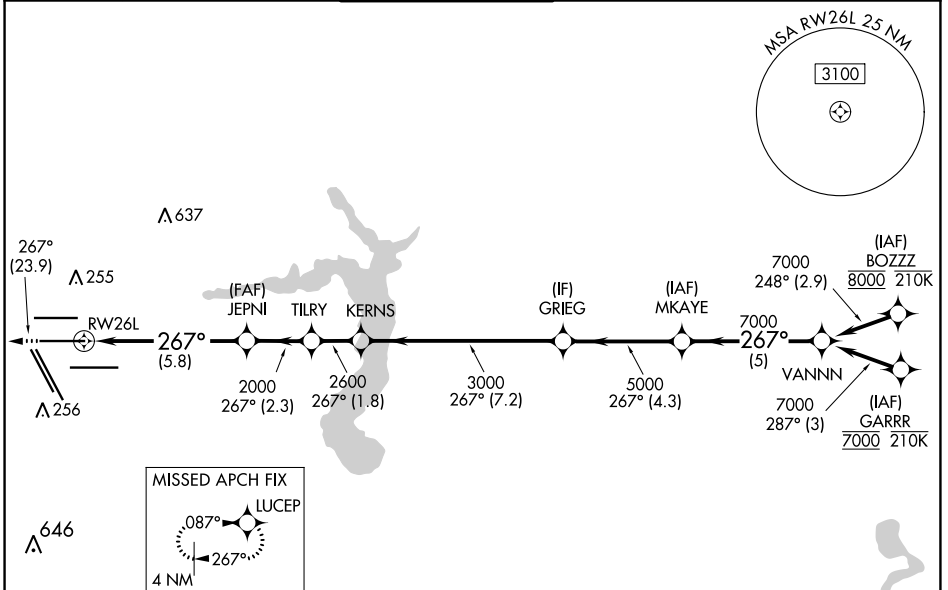 MSA RW26L 25 NM
3100
637
267°
(23.9)
255
RW26L
256
646
267°
(5.8)
(FAF)
JEPNI
TILRY
KERNS
2000
267° (2.3)
2600
267° (1.8)
3000
267° (7.2)
(IF)
GRIEG
5000
267° (4.3)
(IAF)
MKAYE
7000
267°
(5)
VANNN
7000
248° (2.9)
(IAF)
BOZZZ
8000 210K
7000
287° (3)
(IAF)
GARRR
7000 210K
MISSED APCH FIX
LUCEP
087°
267°
4 NM